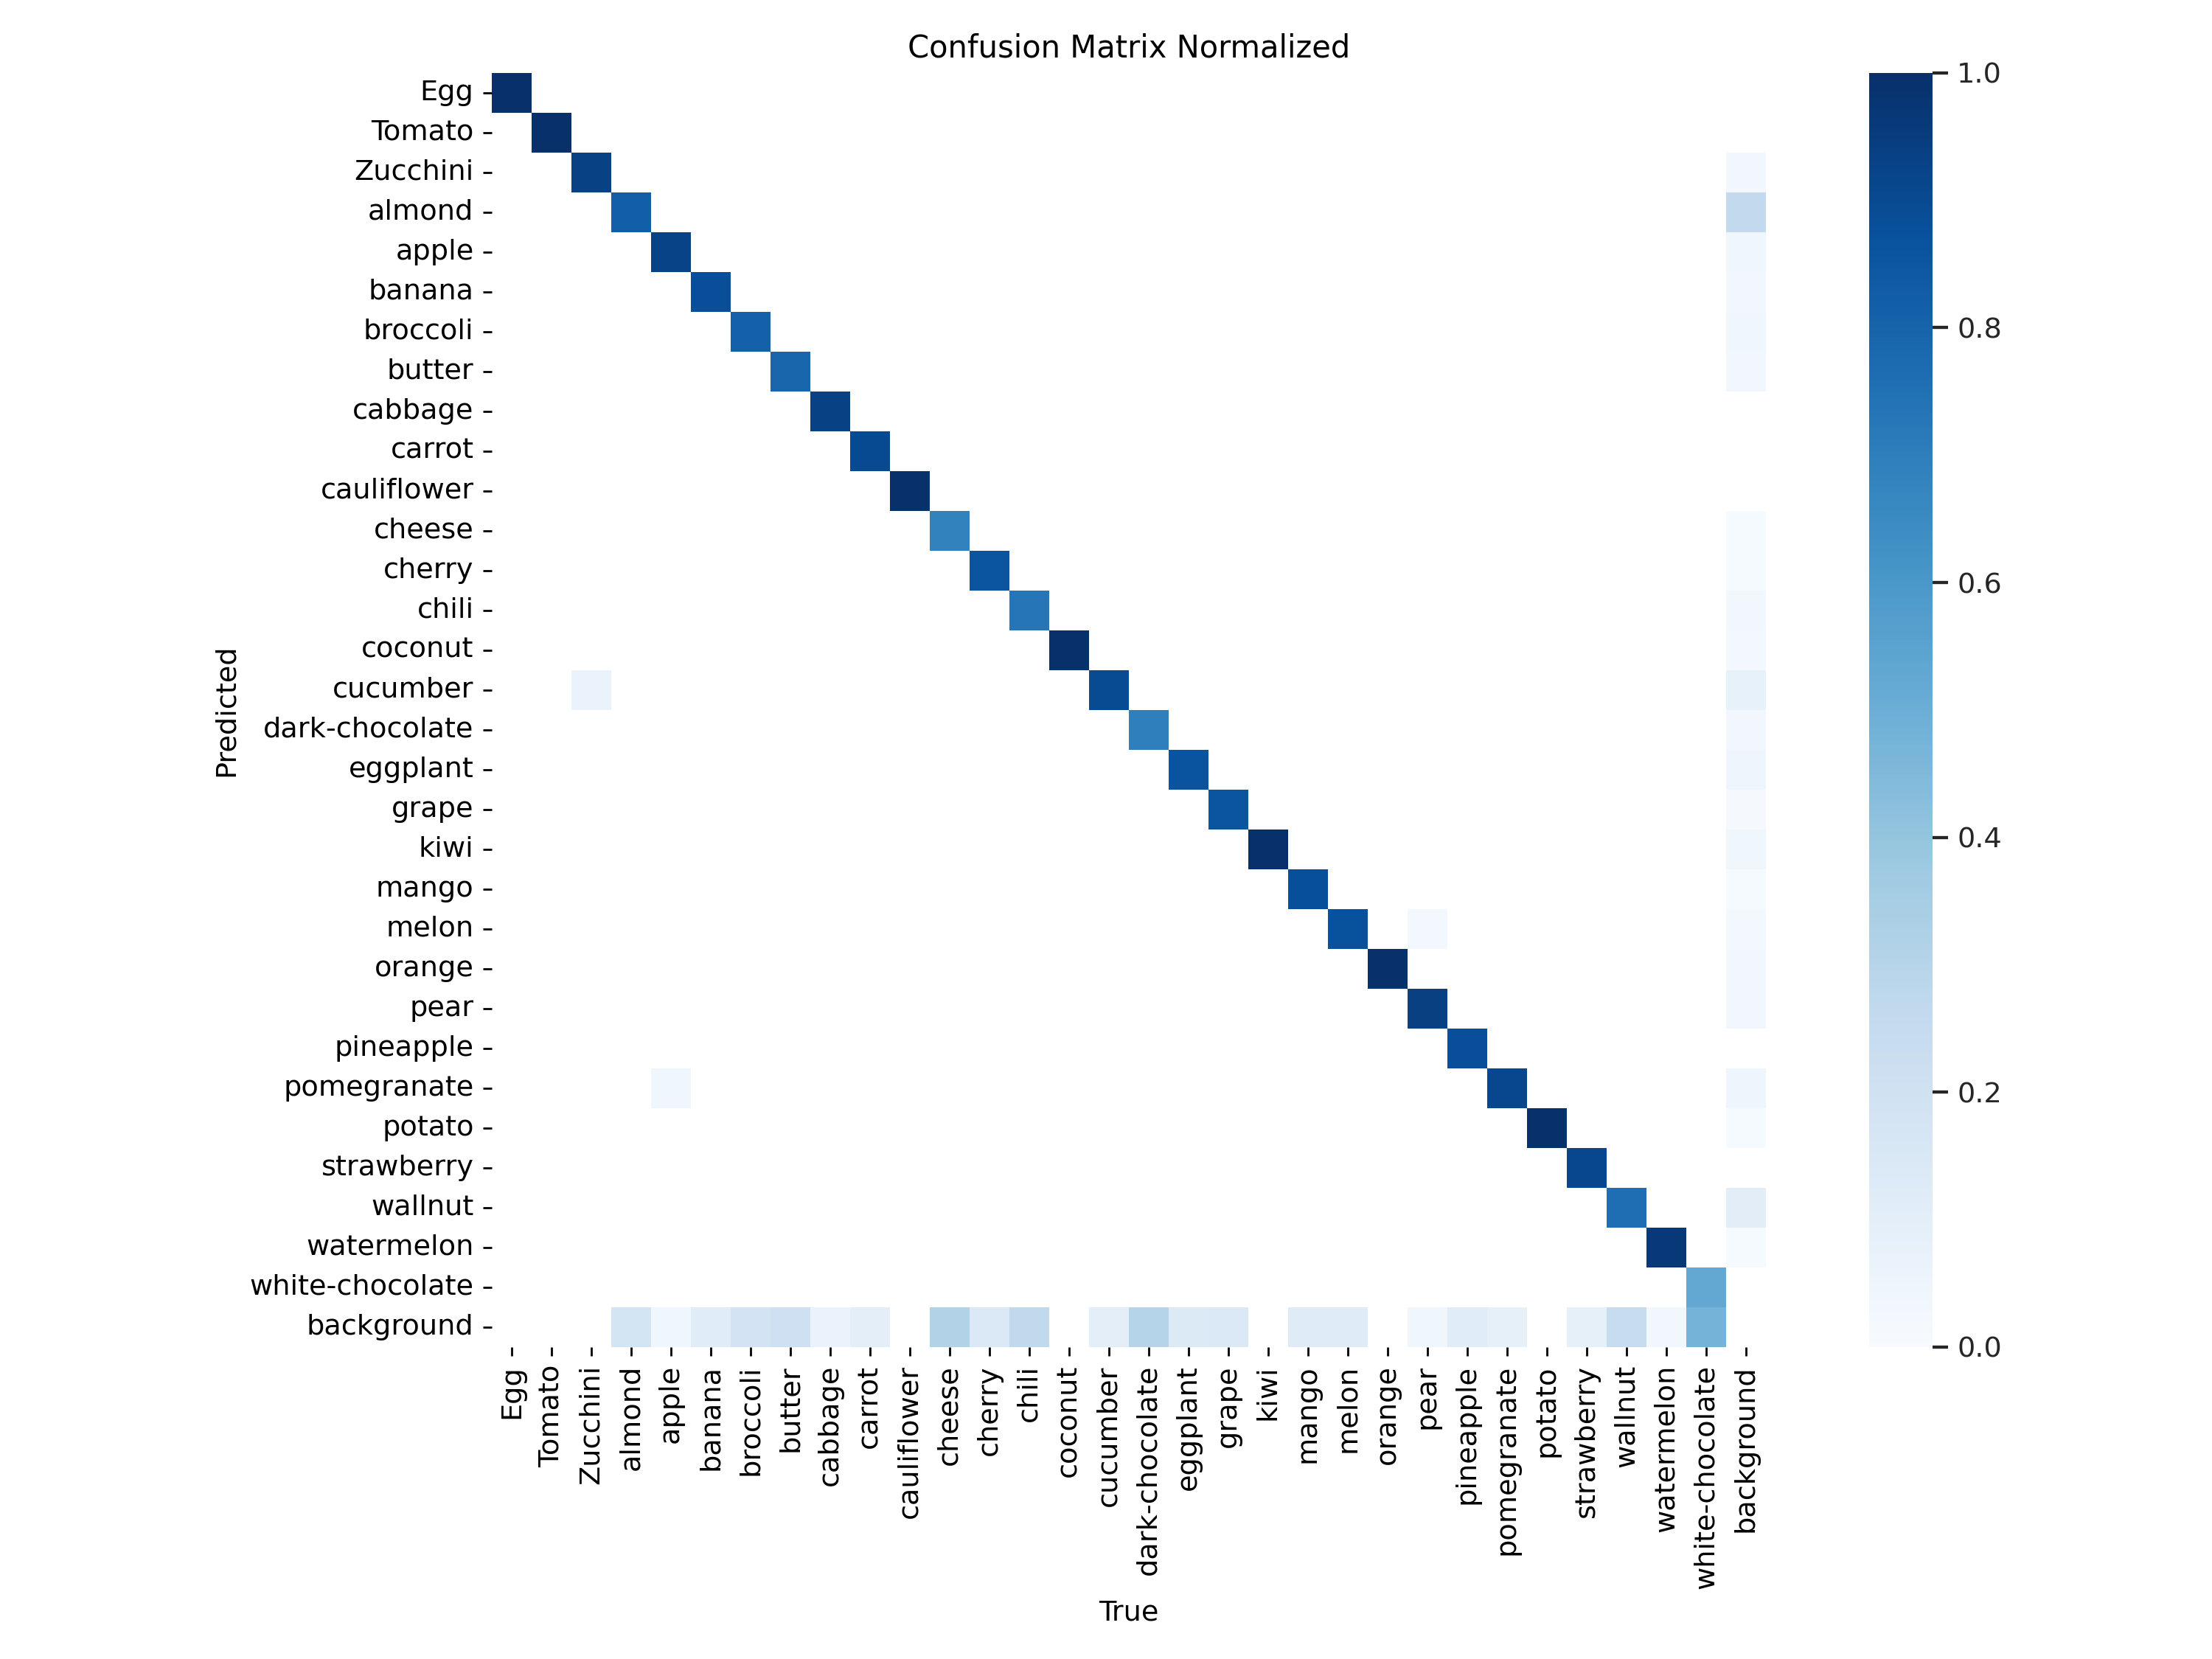 Confusion Matrix Normalized
Egg
Tomato
Zucchini
almond
apple
banana
broccoli
butter
cabbage
carrot
cauliflower
cheese
cherry
chili
coconut
cucumber
dark-chocolate
eggplant
grape
kiwi
mango
melon
orange
pear
pineapple
pomegranate
potato
strawberry
wallnut
watermelon
white-chocolate
background
Predicted
Egg
Tomato
Zucchini
almond
apple
banana
broccoli
butter
cabbage
carrot
cauliflower
cheese
cherry
chili
coconut
cucumber
dark-chocolate
eggplant
grape
kiwi
mango
melon
orange
pear
pineapple
pomegranate
potato
strawberry
wallnut
watermelon
white-chocolate
background
True
1.0
0.8
0.6
0.4
0.2
0.0